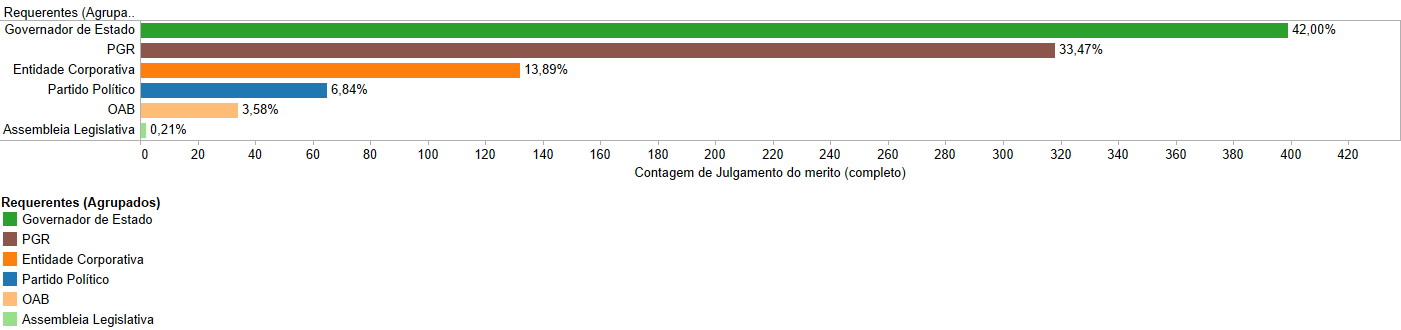 Requerentes (Agrupa..
Governador de Estado 42,00%
PGR 33,47%
Entidade Corporativa 13,89%
Partido Político 6,84%
OAB 3,58%
Assembleia Legislativa 0,21%
0 20 40 60 80 100 120 140 160 180 200 220 240 260 280 300 320 340 360 380 400 420
Contagem de Julgamento do merito (completo)
Requerentes (Agrupados)
Governador de Estado
PGR
Entidade Corporativa
Partido Político
OAB
Assembleia Legislativa